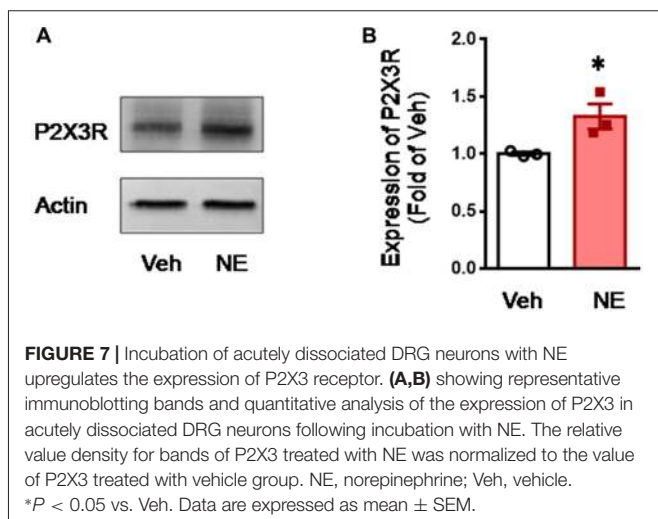 A
B
P2X3R
Actin
Veh NE
Expression of P2X3R
(Fold of Veh)
2.0
1.5
1.0
0.5
0.0
*
Veh NE
FIGURE 7 | Incubation of acutely dissociated DRG neurons with NE
upregulates the expression of P2X3 receptor. (A,B) showing representative
immunoblotting bands and quantitative analysis of the expression of P2X3 in
acutely dissociated DRG neurons following incubation with NE. The relative
value density for bands of P2X3 treated with NE was normalized to the value
of P2X3 treated with vehicle group. NE, norepinephrine; Veh, vehicle.
*P < 0.05 vs. Veh. Data are expressed as mean ± SEM.